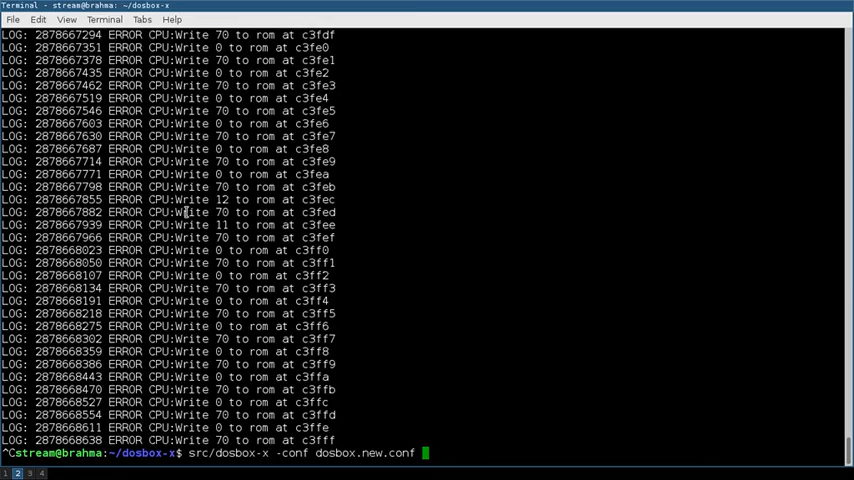 Terminal - stream@brahma: ~/dosbox-x
File Edit View Terminal Tabs Help
LOG: 2878667294 ERROR CPU:Write 70 to rom at c3fdf
LOG: 2878667351 ERROR CPU:Write 0 to rom at c3fe0
LOG: 2878667378 ERROR CPU:Write 70 to rom at c3fe1
LOG: 2878667435 ERROR CPU:Write 0 to rom at c3fe2
LOG: 2878667462 ERROR CPU:Write 70 to rom at c3fe3
LOG: 2878667519 ERROR CPU:Write 0 to rom at c3fe4
LOG: 2878667546 ERROR CPU:Write 70 to rom at c3fe5
LOG: 2878667603 ERROR CPU:Write 0 to rom at c3fe6
LOG: 2878667630 ERROR CPU:Write 70 to rom at c3fe7
LOG: 2878667687 ERROR CPU:Write 0 to rom at c3fe8
LOG: 2878667714 ERROR CPU:Write 70 to rom at c3fe9
LOG: 2878667771 ERROR CPU:Write 0 to rom at c3fea
LOG: 2878667798 ERROR CPU:Write 70 to rom at c3feb
LOG: 2878667855 ERROR CPU:Write 12 to rom at c3fec
LOG: 2878667882 ERROR CPU:Write 70 to rom at c3fed
LOG: 2878667939 ERROR CPU:Write 11 to rom at c3fee
LOG: 2878667966 ERROR CPU:Write 70 to rom at c3fef
LOG: 2878668023 ERROR CPU:Write 0 to rom at c3ff0
LOG: 2878668050 ERROR CPU:Write 70 to rom at c3ff1
LOG: 2878668107 ERROR CPU:Write 0 to rom at c3ff2
LOG: 2878668134 ERROR CPU:Write 70 to rom at c3ff3
LOG: 2878668191 ERROR CPU:Write 0 to rom at c3ff4
LOG: 2878668218 ERROR CPU:Write 70 to rom at c3ff5
LOG: 2878668275 ERROR CPU:Write 0 to rom at c3ff6
LOG: 2878668302 ERROR CPU:Write 70 to rom at c3ff7
LOG: 2878668359 ERROR CPU:Write 0 to rom at c3ff8
LOG: 2878668386 ERROR CPU:Write 70 to rom at c3ff9
LOG: 2878668443 ERROR CPU:Write 0 to rom at c3ffa
LOG: 2878668470 ERROR CPU:Write 70 to rom at c3ffb
LOG: 2878668527 ERROR CPU:Write 0 to rom at c3ffc
LOG: 2878668554 ERROR CPU:Write 70 to rom at c3ffd
LOG: 2878668611 ERROR CPU:Write 0 to rom at c3ffe
LOG: 2878668638 ERROR CPU:Write 70 to rom at c3fff
^Cstream@brahma:~/dosbox-x$ src/dosbox-x -conf dosbox.new.conf
1 2 3 4